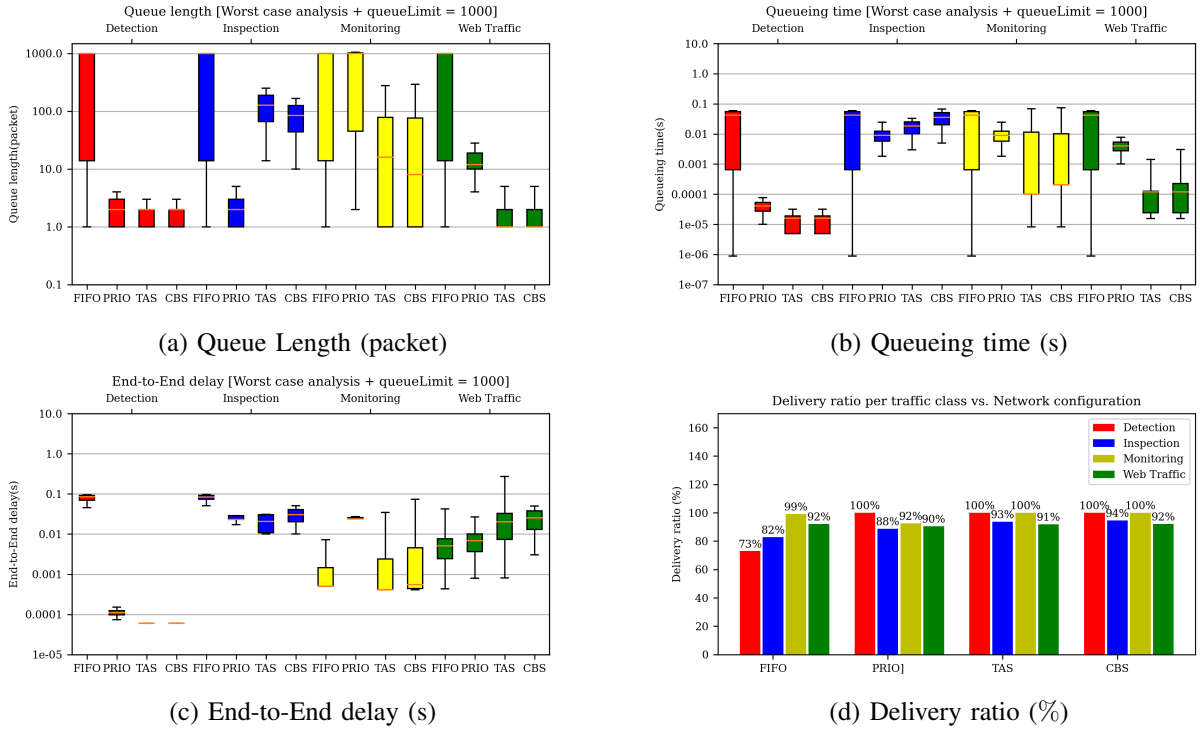 Queue length [Worst case analysis + queueLimit = 1000]
Detection Inspection Monitoring Web Traffic
Queue length(packet)
1000.0
100.0
10.0
1.0
0.1
FIFO PRIO TAS CBS FIFO PRIO TAS CBS FIFO PRIO TAS CBS FIFO PRIO TAS CBS
(a) Queue Length (packet)
Queueing time [Worst case analysis + queueLimit = 1000]
Detection Inspection Monitoring Web Traffic
Queueing time(s)
10.0
1.0
0.1
0.01
0.001
0.0001
1e-05
1e-06
1e-07
FIFO PRIO TAS CBS FIFO PRIO TAS CBS FIFO PRIO TAS CBS FIFO PRIO TAS CBS
(b) Queueing time (s)
End-to-End delay [Worst case analysis + queueLimit = 1000]
Detection Inspection Monitoring Web Traffic
End-to-End delay(s)
10.0
1.0
0.1
0.01
0.001
0.0001
1e-05
FIFO PRIO TAS CBS FIFO PRIO TAS CBS FIFO PRIO TAS CBS FIFO PRIO TAS CBS
(c) End-to-End delay (s)
Delivery ratio per traffic class vs. Network configuration
Delivery ratio (%)
160
140
120
100
80
60
40
20
0
Detection
Inspection
Monitoring
Web Traffic
73% 82% 99% 92%
100% 88% 92% 90%
100% 93% 100% 91%
100% 94% 100% 92%
FIFO PRIO] TAS CBS
(d) Delivery ratio (%)